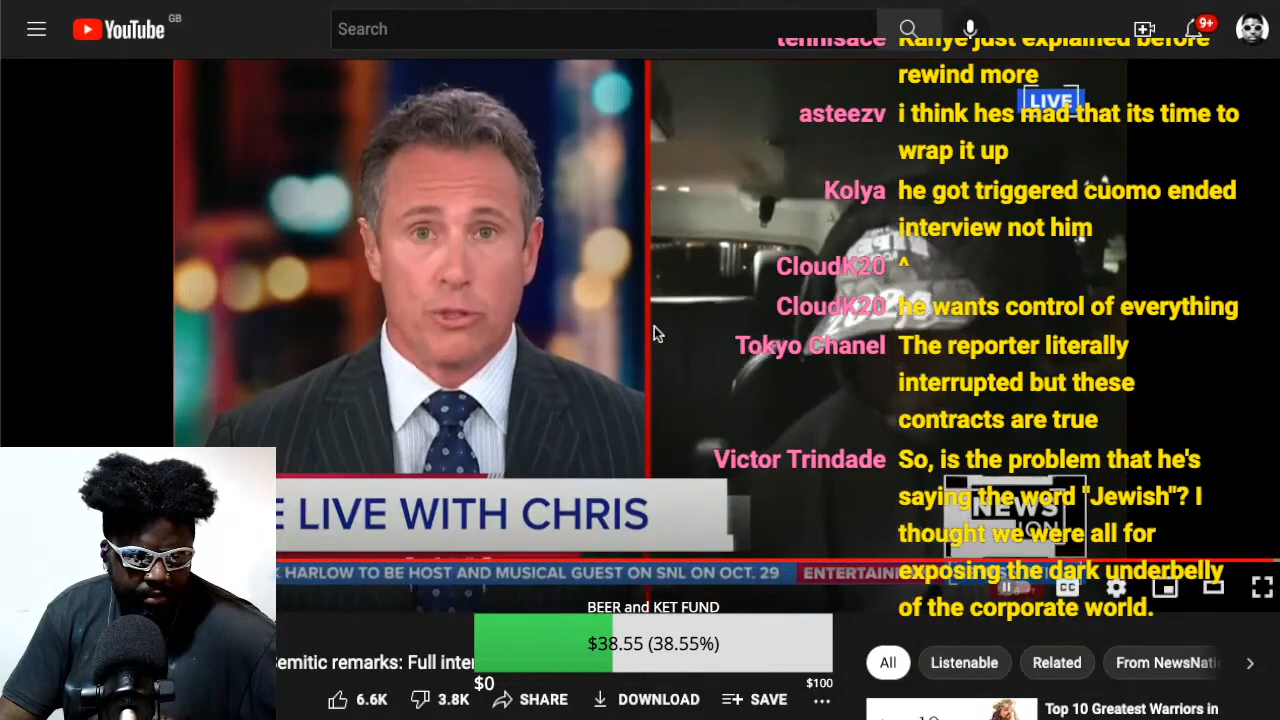 YouTube
GB
Search
9+
tennisace Kanye just explained before
rewind more
LIVE
asteezv i think hes mad that its time to
wrap it up
Kolya he got triggered cuomo ended
interview not him
CloudK20 ^
CloudK20 he wants control of everything
Tokyo Chanel The reporter literally
interrupted but these
contracts are true
Victor Trindade So, is the problem that he's
saying the word "Jewish"? I
thought we were all for
exposing the dark underbelly
of the corporate world.
E LIVE WITH CHRIS
NEWS
HARLOW TO BE HOST AND MUSICAL GUEST ON SNL ON OCT. 29
CC
BEER and KET FUND
$38.55 (38.55%)
$0
$100
emitic remarks: Full inte
6.6K
3.8K
SHARE
DOWNLOAD
SAVE
All
Listenable
Related
From NewsNati
Top 10 Greatest Warriors in